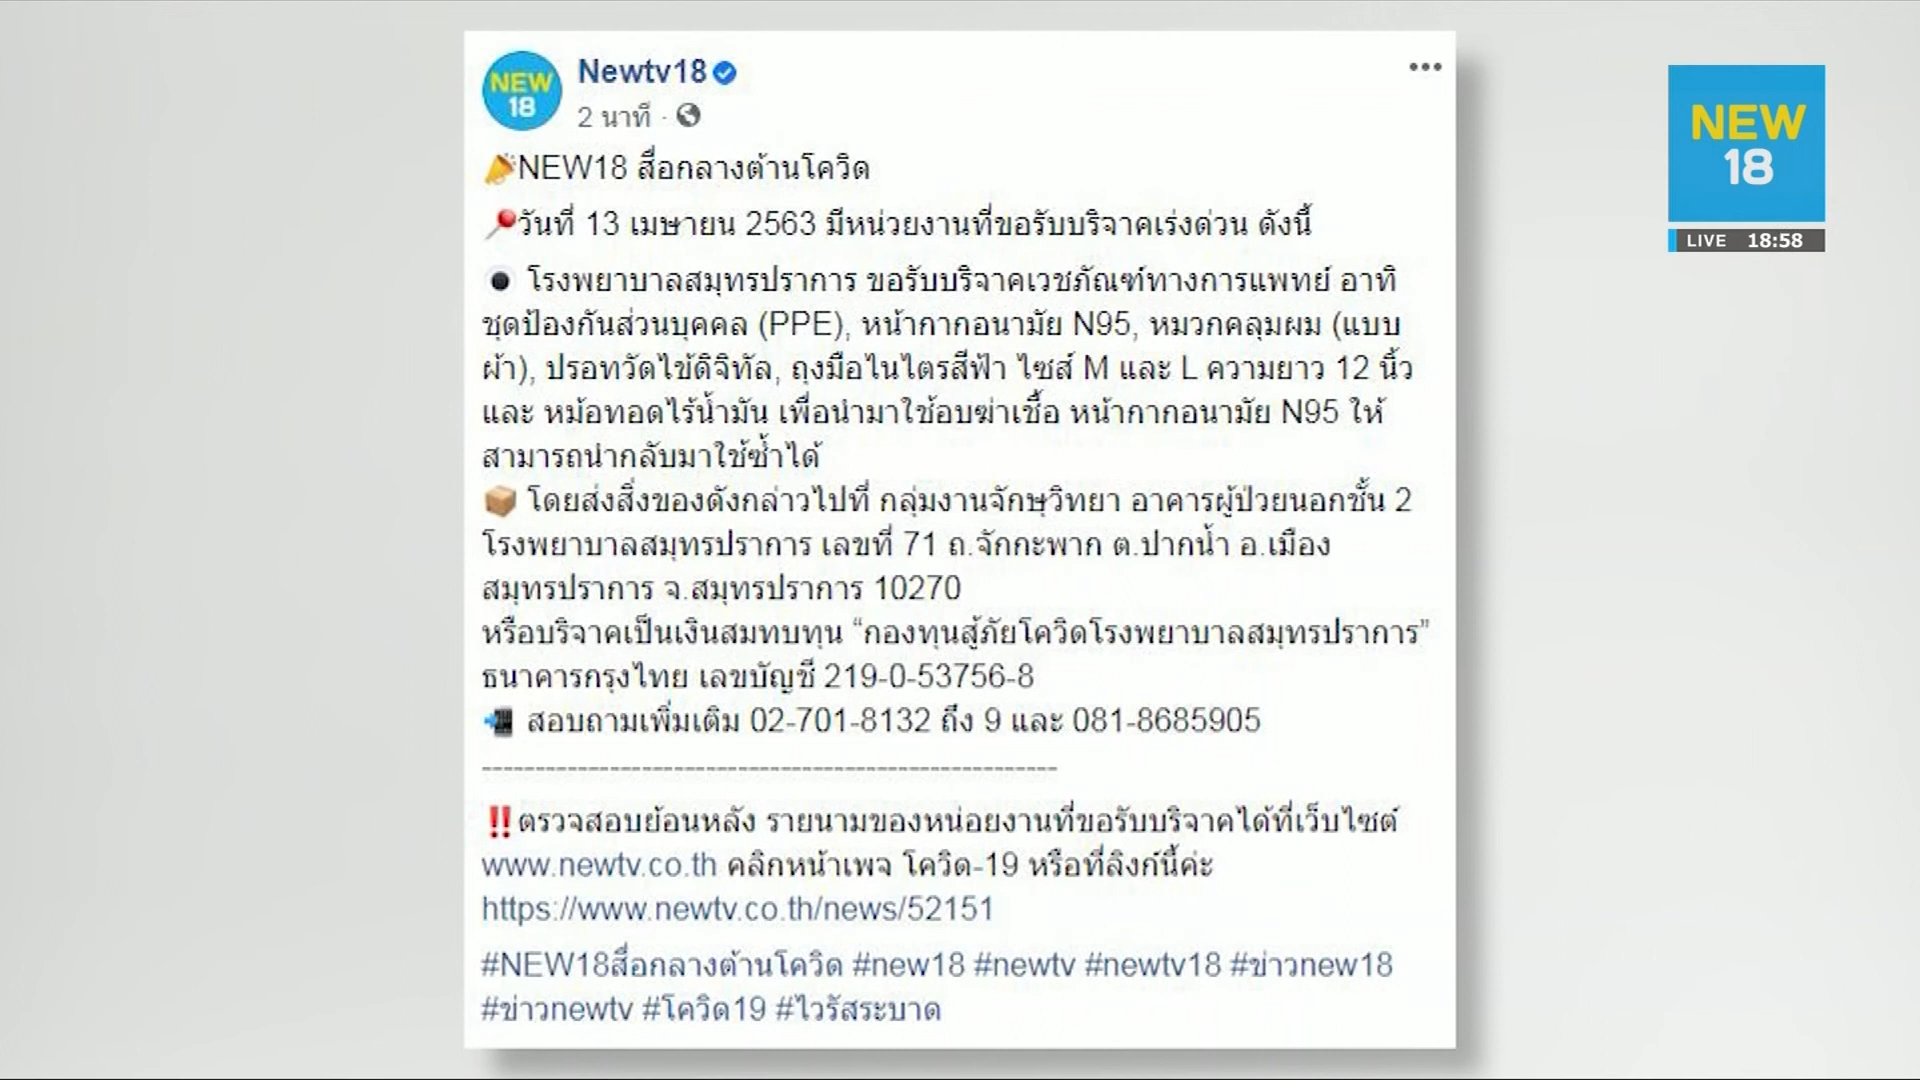 NEW
18
Newtv18
2 นาที ·
NEW18 สื่อกลางต้านโควิด
วันที่ 13 เมษายน 2563 มีหน่วยงานที่ขอรับบริจาคเร่งด่วน ดังนี้
โรงพยาบาลสมุทรปราการ ขอรับบริจาคเวชภัณฑ์ทางการแพทย์ อาทิ
ชุดป้องกันส่วนบุคคล (PPE), หน้ากากอนามัย N95, หมวกคลุมผม (แบบ
ผ้า), ปรอทวัดไข้ดิจิทัล, ถุงมือไนไตรสีฟ้า ไซส์ M และ L ความยาว 12 นิ้ว
และ หม้อทอดไร้น้ำมัน เพื่อนำมาใช้อบฆ่าเชื้อ หน้ากากอนามัย N95 ให้
สามารถนำกลับมาใช้ซ้ำได้
โดยส่งสิ่งของดังกล่าวไปที่ กลุ่มงานจักษุวิทยา อาคารผู้ป่วยนอกชั้น 2
โรงพยาบาลสมุทรปราการ เลขที่ 71 ถ.จักกะพาก ต.ปากน้ำ อ.เมือง
สมุทรปราการ จ.สมุทรปราการ 10270
หรือบริจาคเป็นเงินสมทบทุน “กองทุนสู้ภัยโควิดโรงพยาบาลสมุทรปราการ”
ธนาคารกรุงไทย เลขบัญชี 219-0-53756-8
สอบถามเพิ่มเติม 02-701-8132 ถึง 9 และ 081-8685905
-------------------------------------------------------
‼ตรวจสอบย้อนหลัง รายนามของหน่อยงานที่ขอรับบริจาคได้ที่เว็บไซต์
www.newtv.co.th คลิกหน้าเพจ โควิด-19 หรือที่ลิงก์นี้ค่ะ
https://www.newtv.co.th/news/52151
#NEW18สื่อกลางต้านโควิด #new18 #newtv #newtv18 #ข่าวnew18
#ข่าวnewtv #โควิด19 #ไวรัสระบาด
NEW
18
LIVE 18:58